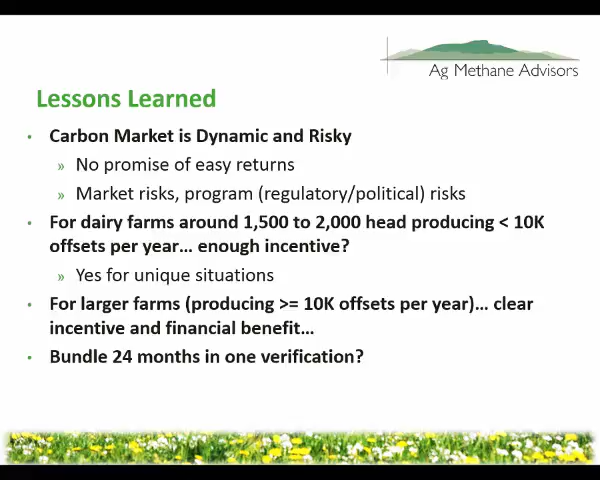 Ag Methane Advisors
Lessons Learned
• Carbon Market is Dynamic and Risky
» No promise of easy returns
» Market risks, program (regulatory/political) risks
• For dairy farms around 1,500 to 2,000 head producing < 10K
offsets per year… enough incentive?
» Yes for unique situations
• For larger farms (producing >= 10K offsets per year)… clear
incentive and financial benefit…
• Bundle 24 months in one verification?